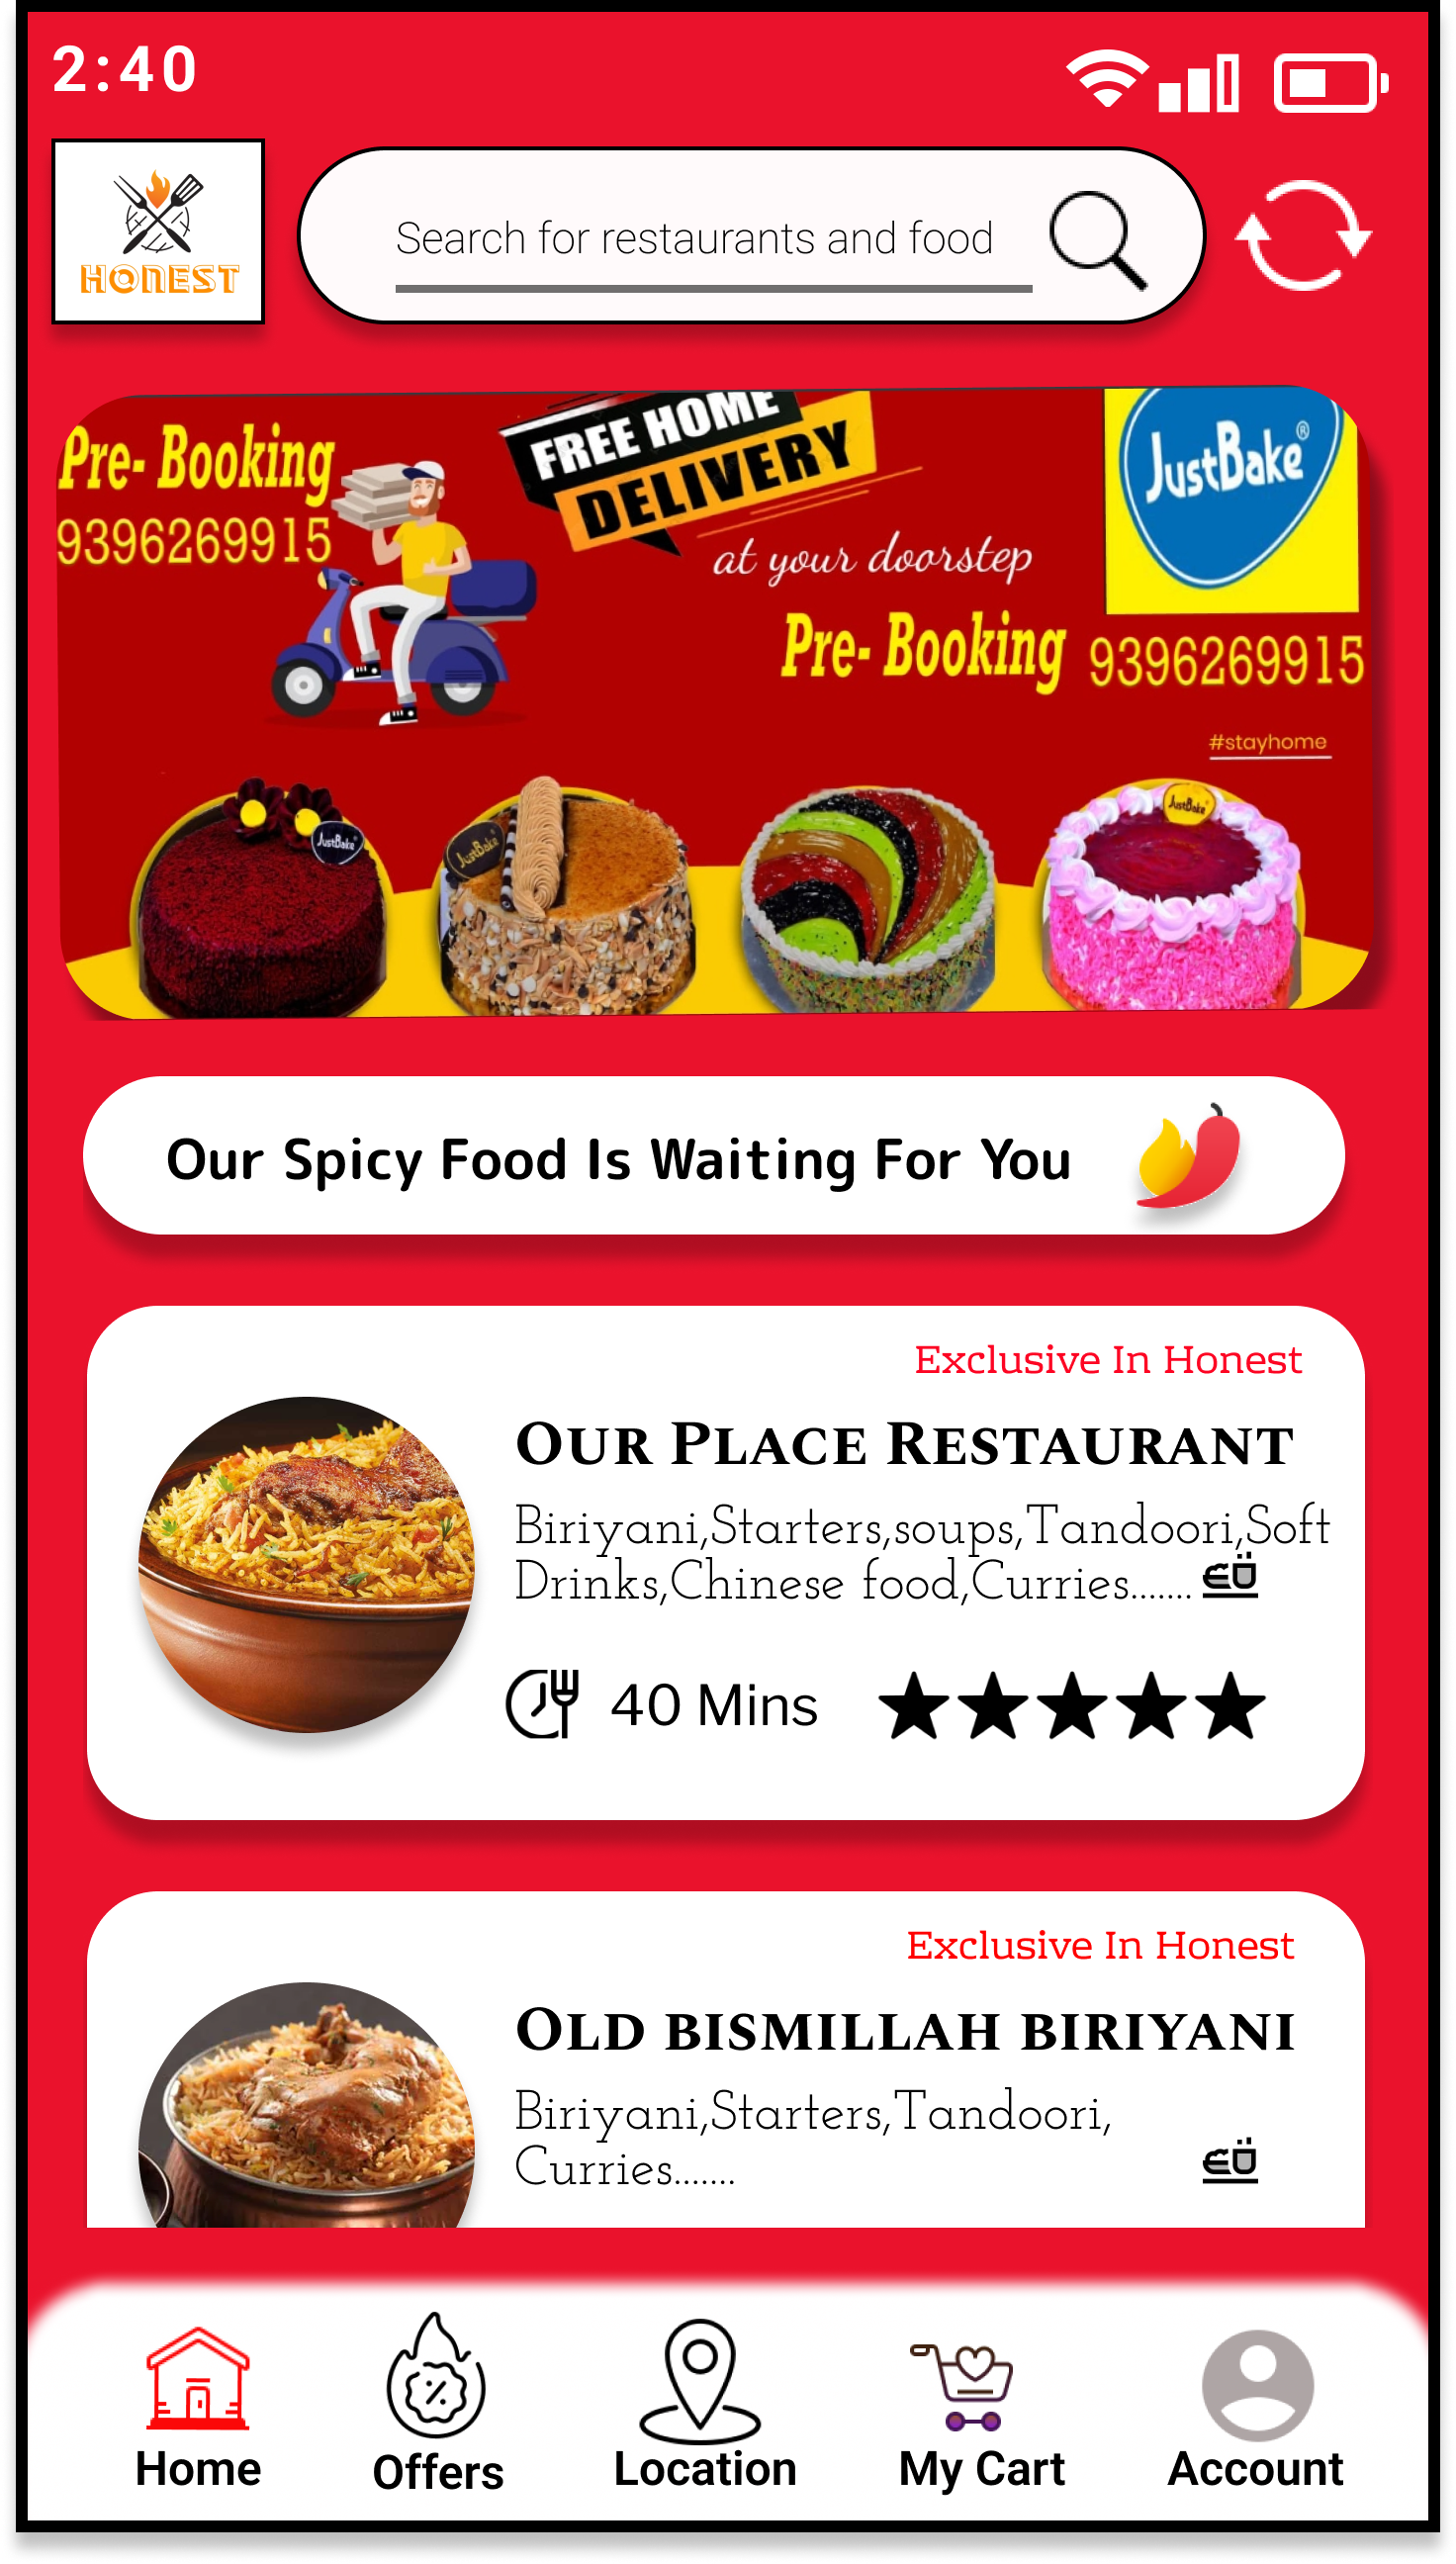 2:40
HONEST
Search for restaurants and food
Pre- Booking
9396269915
FREE HOME
DELIVERY
at your doorstep
JustBake®
Pre- Booking 9396269915
#stayhome
JustBake
JustBake
JustBake
Our Spicy Food Is Waiting For You
Exclusive In Honest
Our Place Restaurant
Biriyani,Starters,soups,Tandoori,Soft
Drinks,Chinese food,Curries.......
40 Mins
Exclusive In Honest
Old bismillah biriyani
Biriyani,Starters,Tandoori,
Curries.......
Home
Offers
Location
My Cart
Account